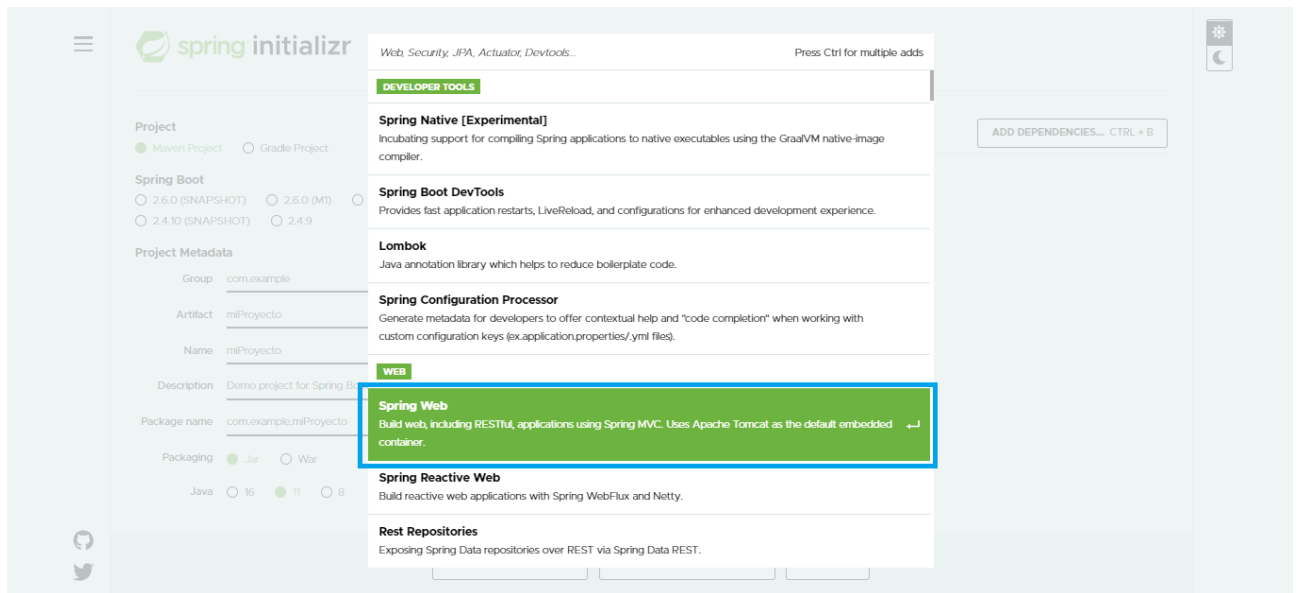 spring initializr
Web, Security, JPA, Actuator, Devtools...
Press Ctrl for multiple adds
DEVELOPER TOOLS
Spring Native [Experimental]
Incubating support for compiling Spring applications to native executables using the GraalVM native-image
compiler.
Spring Boot DevTools
Provides fast application restarts, LiveReload, and configurations for enhanced development experience.
Lombok
Java annotation library which helps to reduce boilerplate code.
Spring Configuration Processor
Generate metadata for developers to offer contextual help and "code completion" when working with
custom configuration keys (ex.application.properties/.yml files).
WEB
Spring Web
Build web, including RESTful, applications using Spring MVC. Uses Apache Tomcat as the default embedded
container.
Spring Reactive Web
Build reactive web applications with Spring WebFlux and Netty.
Rest Repositories
Exposing Spring Data repositories over REST via Spring Data REST.
Project
Maven Project Gradle Project
Spring Boot
2.6.0 (SNAPSHOT) 2.6.0 (M1)
2.4.10 (SNAPSHOT) 2.4.9
Project Metadata
Group com.example
Artifact miProyecto
Name miProyecto
Description Demo project for Spring Bo
Package name com.example.miProyecto
Packaging Jar War
Java 16 11 8
ADD DEPENDENCIES... CTRL + B